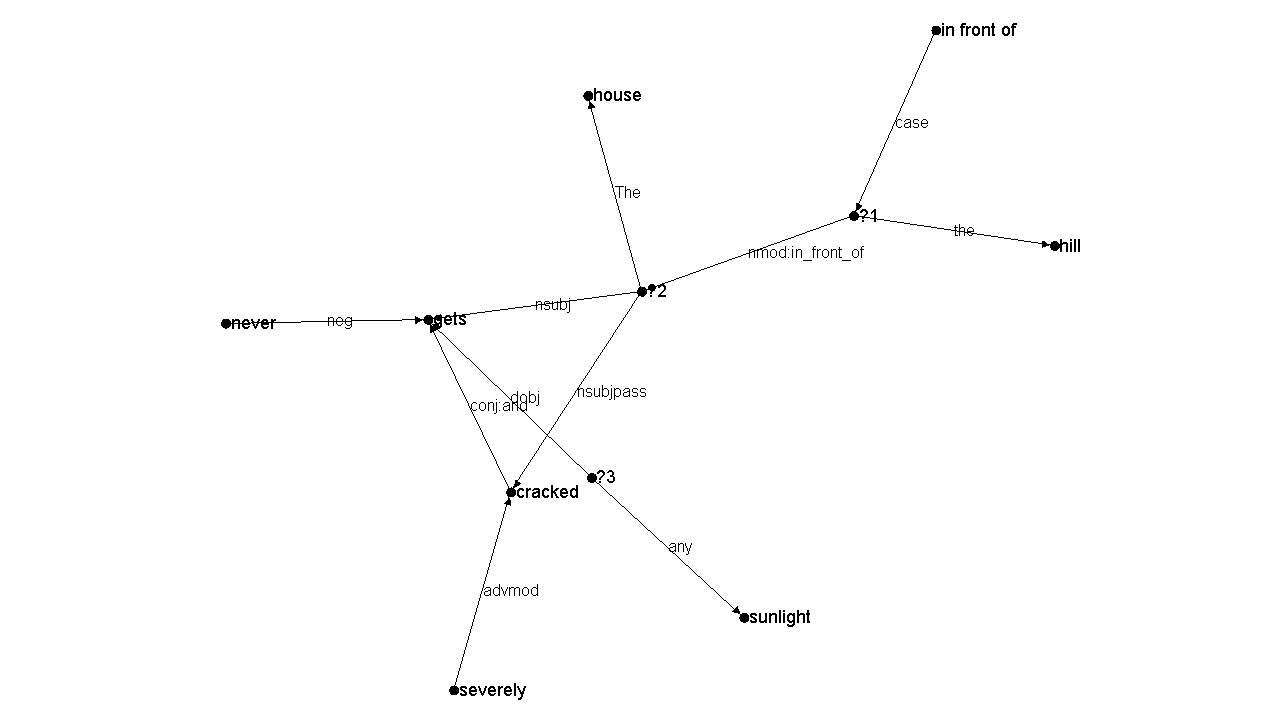 in front of
house
case
The
?1
the
hill
nmod:in_front_of
?2
nsubj
never
neg
gets
nsubjpass
dobj
conj:and
?3
cracked
any
advmod
sunlight
severely